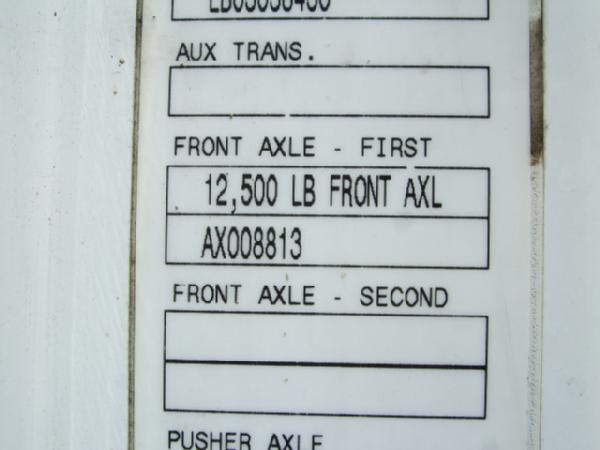 AUX TRANS.
FRONT AXLE - FIRST
12,500 LB FRONT AXL
AX008813
FRONT AXLE - SECOND
PUSHER AXLE